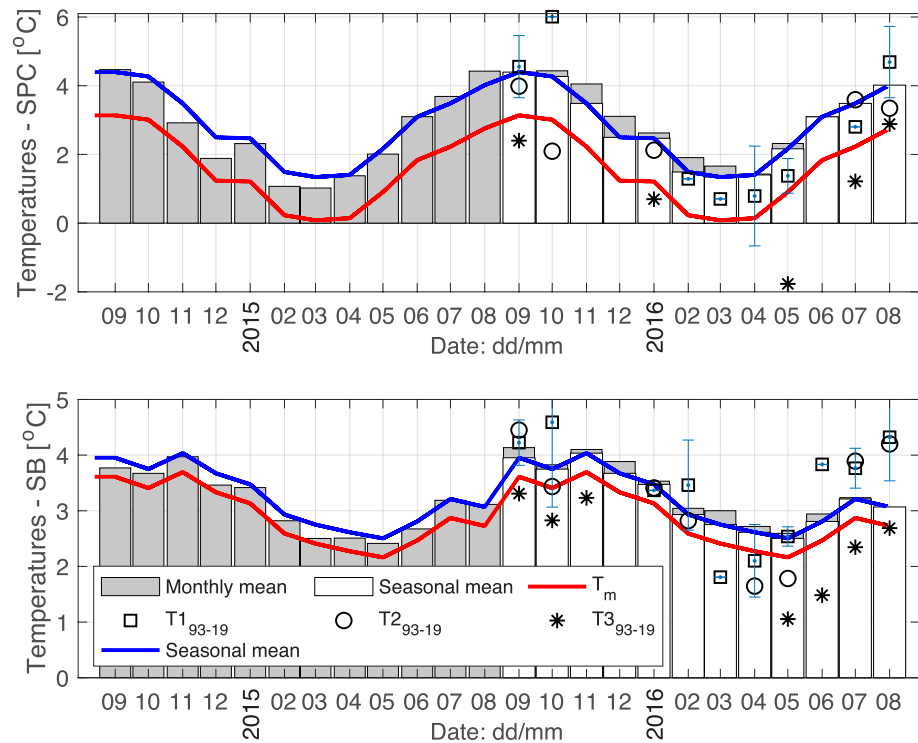 Temperatures - SPC [°C]
6
4
2
0
-2
09 10 11 12 2015 02 03 04 05 06 07 08 09 10 11 12 2016 02 03 04 05 06 07 08
Date: dd/mm
Temperatures - SB [°C]
5
4
3
2
1
0
Monthly mean Seasonal mean T_m
T1_93-19 T2_93-19 T3_93-19
Seasonal mean
09 10 11 12 2015 02 03 04 05 06 07 08 09 10 11 12 2016 02 03 04 05 06 07 08
Date: dd/mm